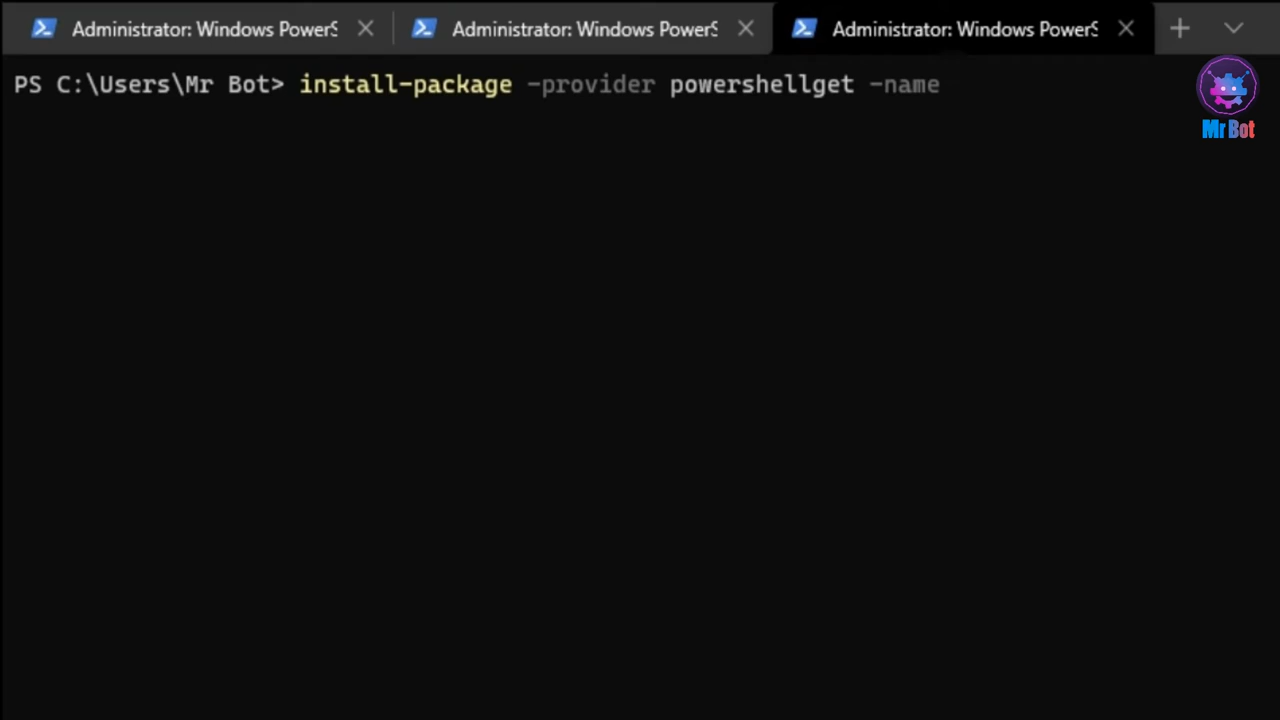 Administrator: Windows PowerS
Administrator: Windows PowerS
Administrator: Windows PowerS
PS C:\Users\Mr Bot> install-package -provider powershellget -name
Mr Bot